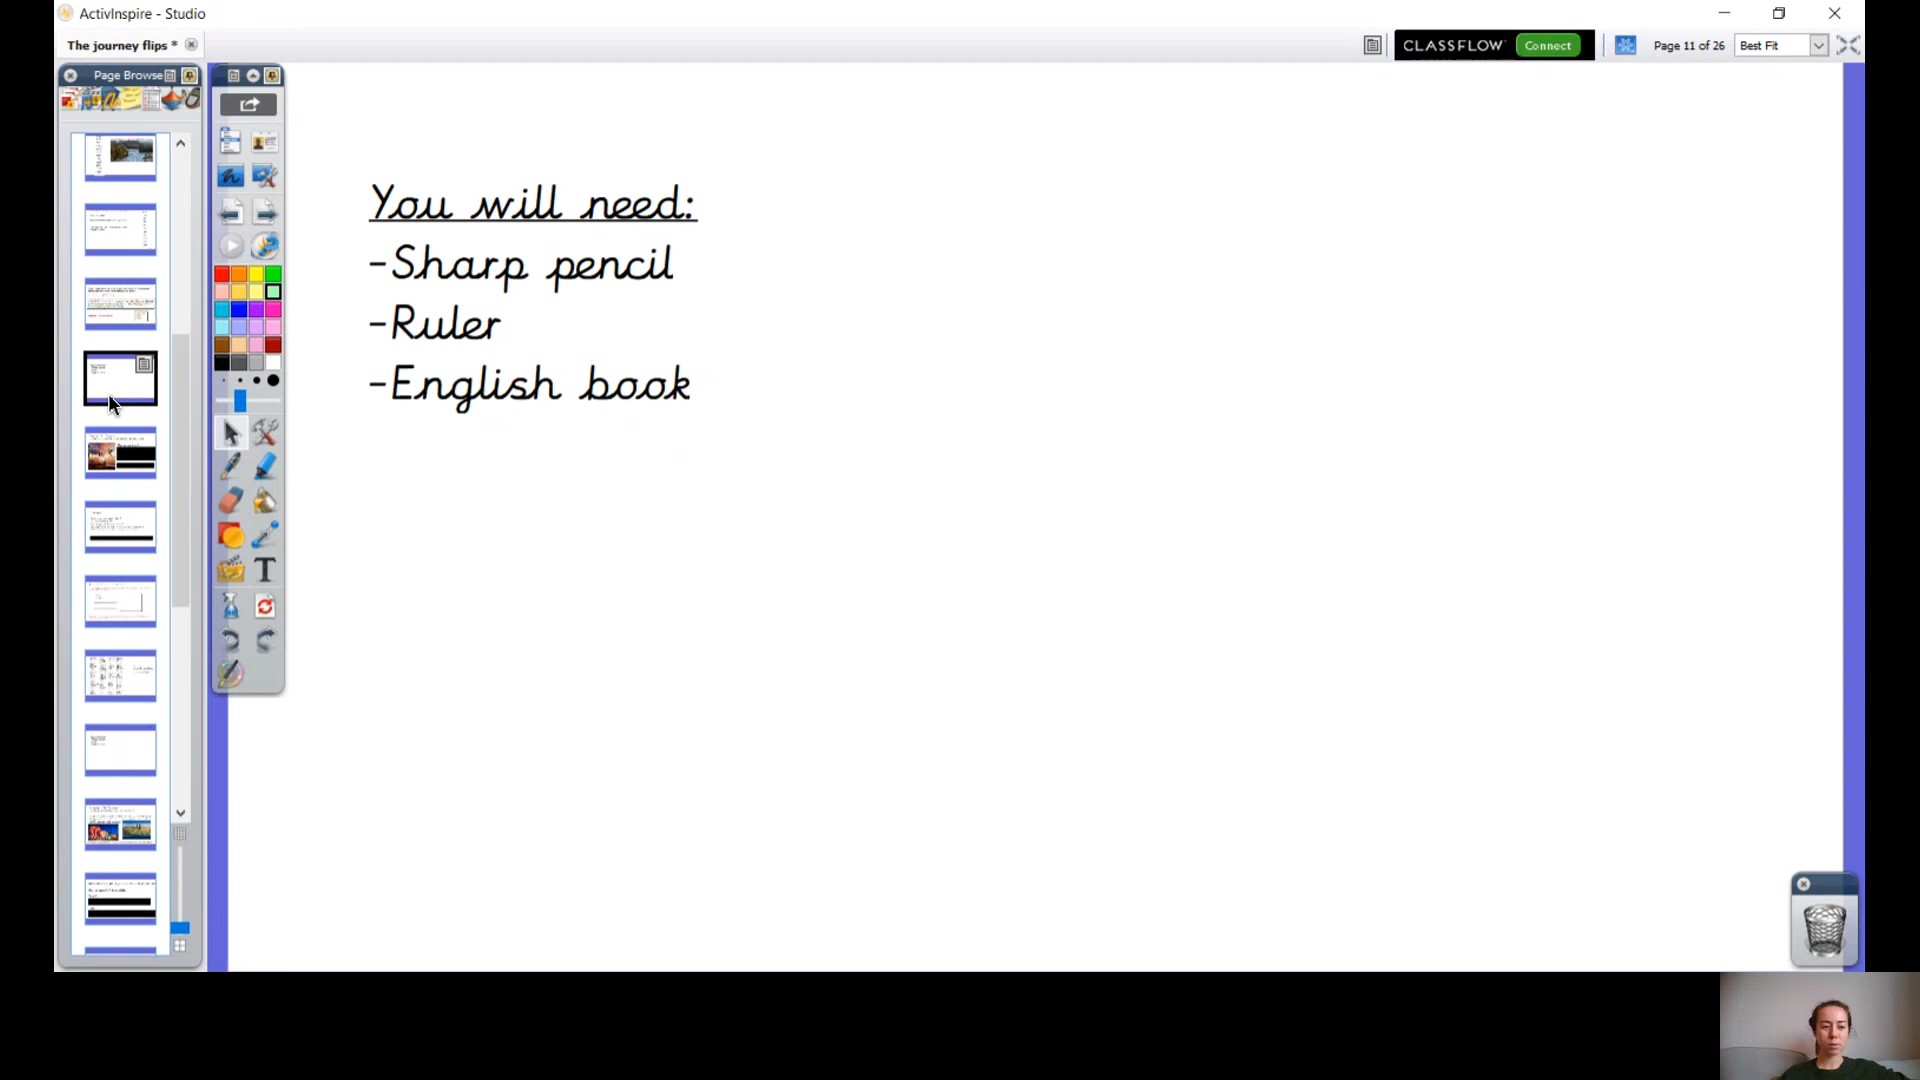 ActivInspire - Studio
The journey flips *
CLASSFLOW
Connect
Page 11 of 26
Best Fit
Page Browse
You will need:
-Sharp pencil
-Ruler
-English book
T